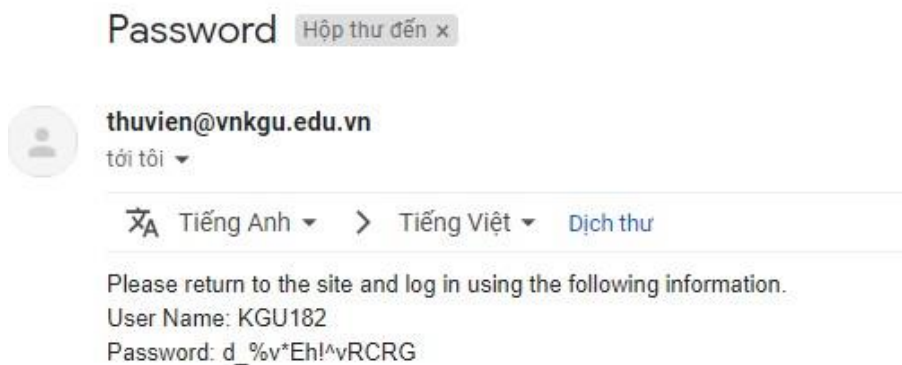 Password Hộp thư đến ×
thuvien@vnkgu.edu.vn
tới tôi
Tiếng Anh > Tiếng Việt Dịch thư
Please return to the site and log in using the following information.
User Name: KGU182
Password: d_%v*Eh!^vRCRG